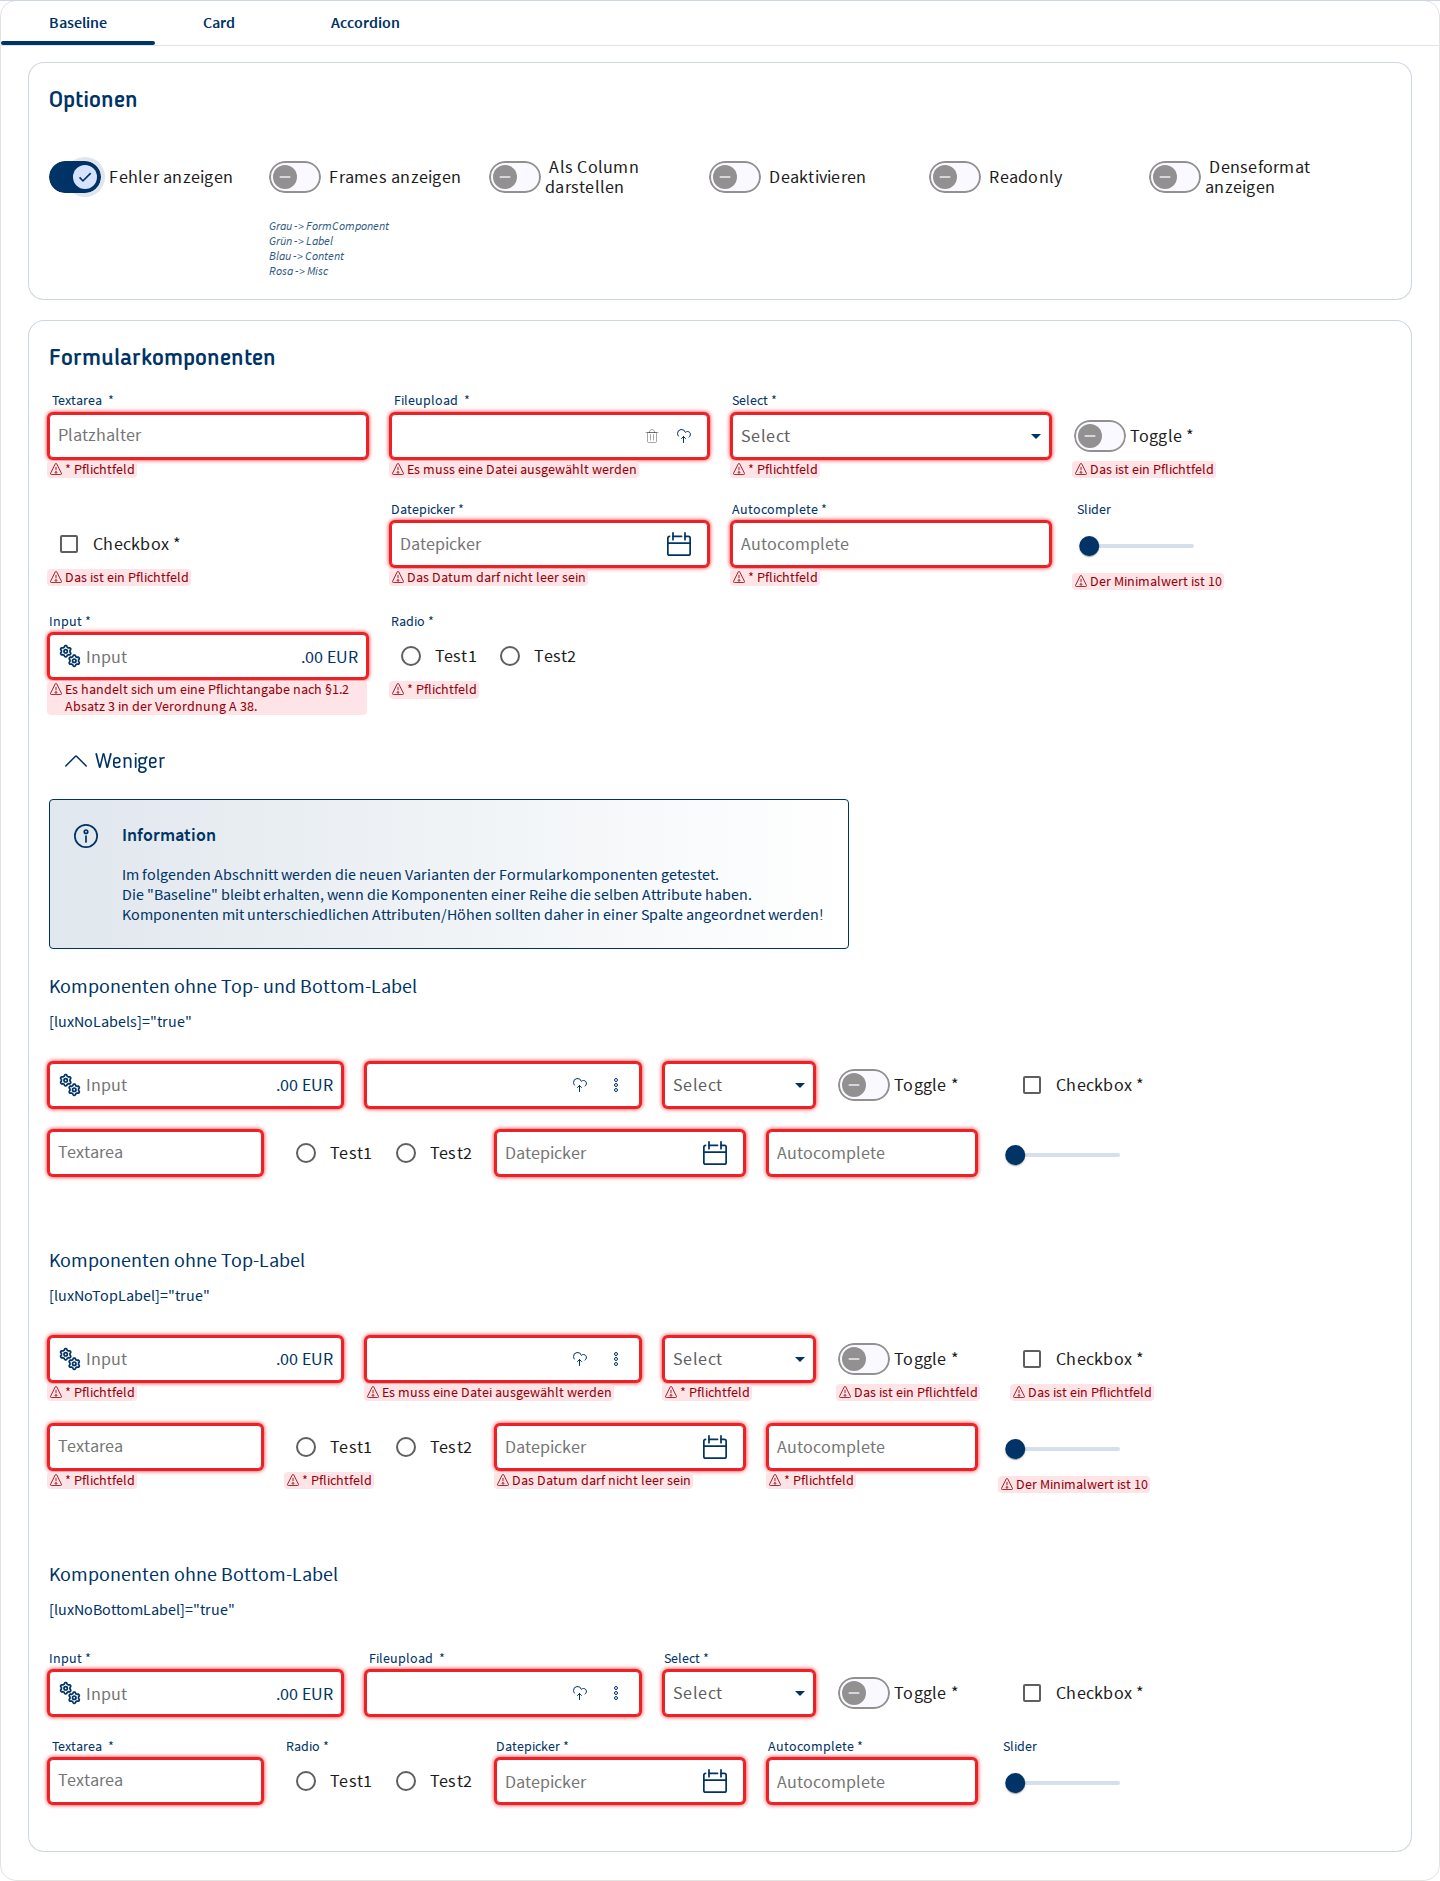 Baseline Card Accordion
Optionen
Fehler anzeigen Frames anzeigen Als Column Deaktivieren Readonly Denseformat
darstellen anzeigen
Grau -> FormComponent
Grün -> Label
Blau -> Content
Rosa -> Misc
Formularkomponenten
Textarea * Fileupload * Select *
Platzhalter Select Toggle *
* Pflichtfeld Es muss eine Datei ausgewählt werden * Pflichtfeld Das ist ein Pflichtfeld
Datepicker * Autocomplete * Slider
Checkbox * Datepicker Autocomplete
Das ist ein Pflichtfeld Das Datum darf nicht leer sein * Pflichtfeld Der Minimalwert ist 10
Input * Radio *
Input .00 EUR Test1 Test2
Es handelt sich um eine Pflichtangabe nach §1.2 * Pflichtfeld
Absatz 3 in der Verordnung A 38.
Weniger
Information
Im folgenden Abschnitt werden die neuen Varianten der Formularkomponenten getestet.
Die "Baseline" bleibt erhalten, wenn die Komponenten einer Reihe die selben Attribute haben.
Komponenten mit unterschiedlichen Attributen/Höhen sollten daher in einer Spalte angeordnet werden!
Komponenten ohne Top- und Bottom-Label
[luxNoLabels]="true"
Input .00 EUR Select Toggle * Checkbox *
Textarea Test1 Test2 Datepicker Autocomplete
Komponenten ohne Top-Label
[luxNoTopLabel]="true"
Input .00 EUR Select Toggle * Checkbox *
* Pflichtfeld Es muss eine Datei ausgewählt werden * Pflichtfeld Das ist ein Pflichtfeld Das ist ein Pflichtfeld
Textarea Test1 Test2 Datepicker Autocomplete
* Pflichtfeld * Pflichtfeld Das Datum darf nicht leer sein * Pflichtfeld Der Minimalwert ist 10
Komponenten ohne Bottom-Label
[luxNoBottomLabel]="true"
Input * Fileupload * Select *
Input .00 EUR Select Toggle * Checkbox *
Textarea * Radio * Datepicker * Autocomplete * Slider
Textarea Test1 Test2 Datepicker Autocomplete